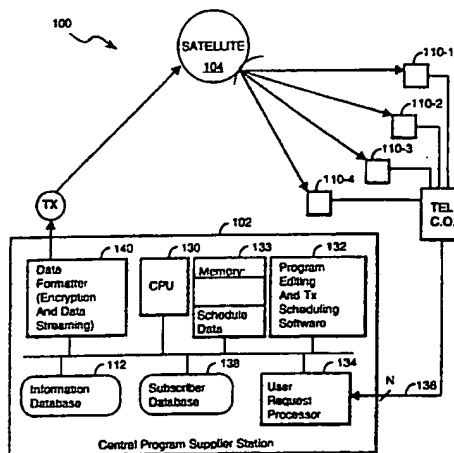 100
SATELLITE
104
110-1
110-2
110-3
110-4
TEL
C.O.
TX
102
140
Data
Formatter
(Encryption
And Data
Streaming)
130
CPU
133
Memory
Schedule
Data
132
Program
Editing
And Tx
Scheduling
Software
112
Information
Database
138
Subscriber
Database
134
User
Request
Processor
N
136
Central Program Supplier Station